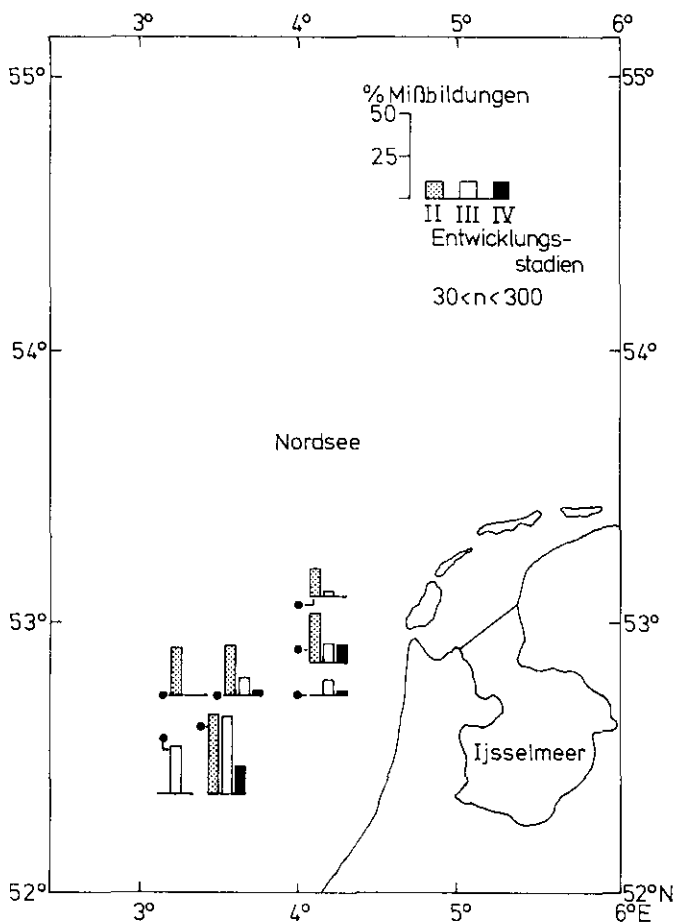 3° 4° 5° 6°
55° 55°
% Mißbildungen
50
25
II III IV
Entwicklungs-
stadien
30<n<300
54° 54°
Nordsee
53° 53°
Ijsselmeer
52° 52°N
3° 4° 5° 6°E